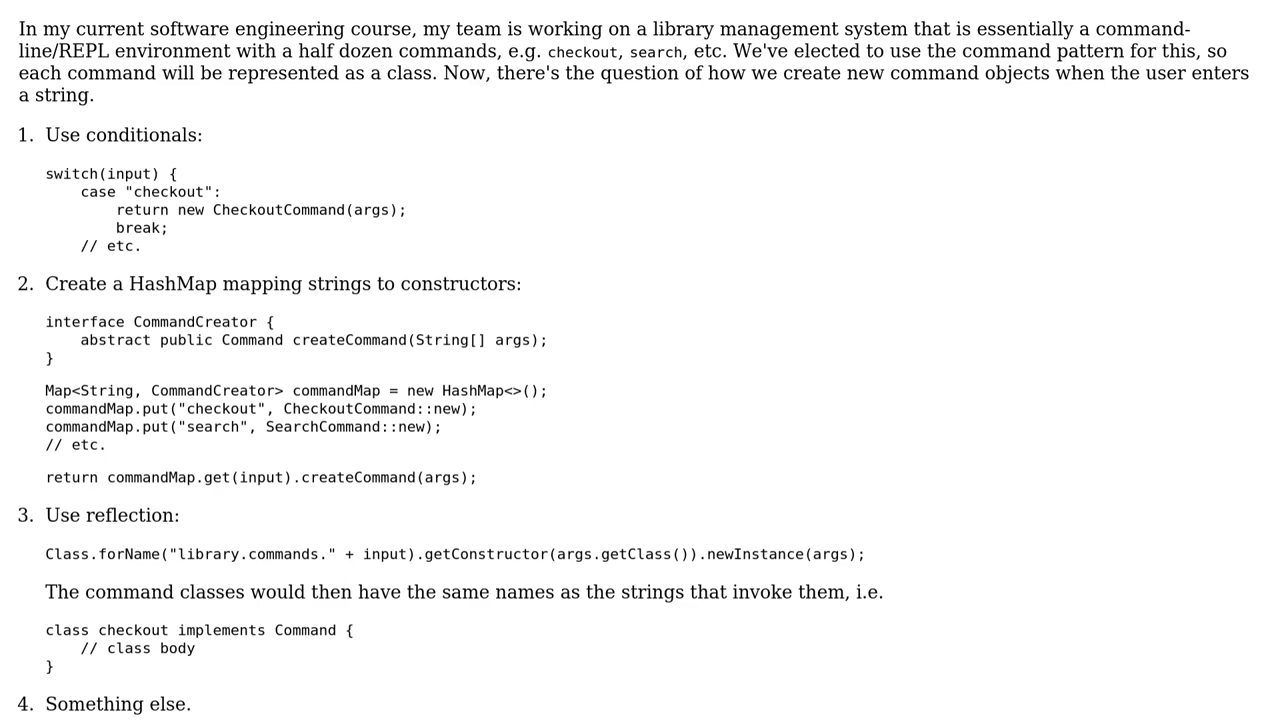 In my current software engineering course, my team is working on a library management system that is essentially a command-
line/REPL environment with a half dozen commands, e.g. checkout, search, etc. We've elected to use the command pattern for this, so
each command will be represented as a class. Now, there's the question of how we create new command objects when the user enters
a string.
1. Use conditionals:
switch(input) {
    case "checkout":
        return new CheckoutCommand(args);
        break;
    // etc.
2. Create a HashMap mapping strings to constructors:
interface CommandCreator {
    abstract public Command createCommand(String[] args);
}
Map<String, CommandCreator> commandMap = new HashMap<>();
commandMap.put("checkout", CheckoutCommand::new);
commandMap.put("search", SearchCommand::new);
// etc.
return commandMap.get(input).createCommand(args);
3. Use reflection:
Class.forName("library.commands." + input).getConstructor(args.getClass()).newInstance(args);
The command classes would then have the same names as the strings that invoke them, i.e.
class checkout implements Command {
    // class body
}
4. Something else.